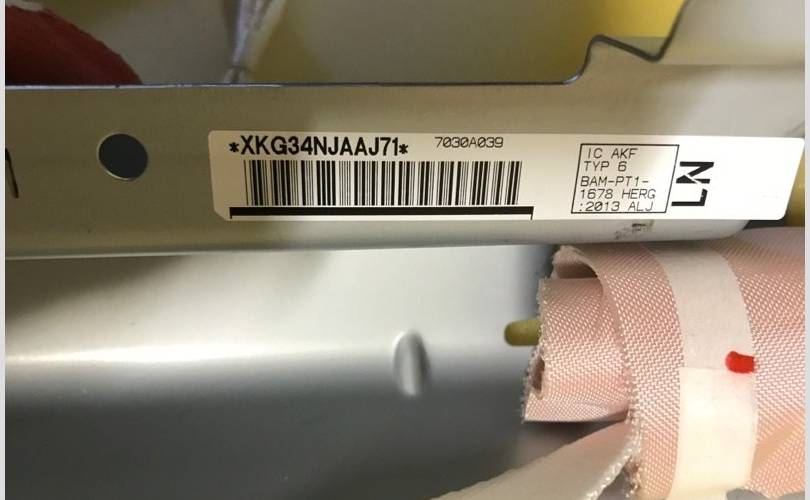 *XKG34NJAAJ71*
7030A039
IC AKF
TYP 6
BAM-PT1-
1678 HERG
:2013 ALJ
LN